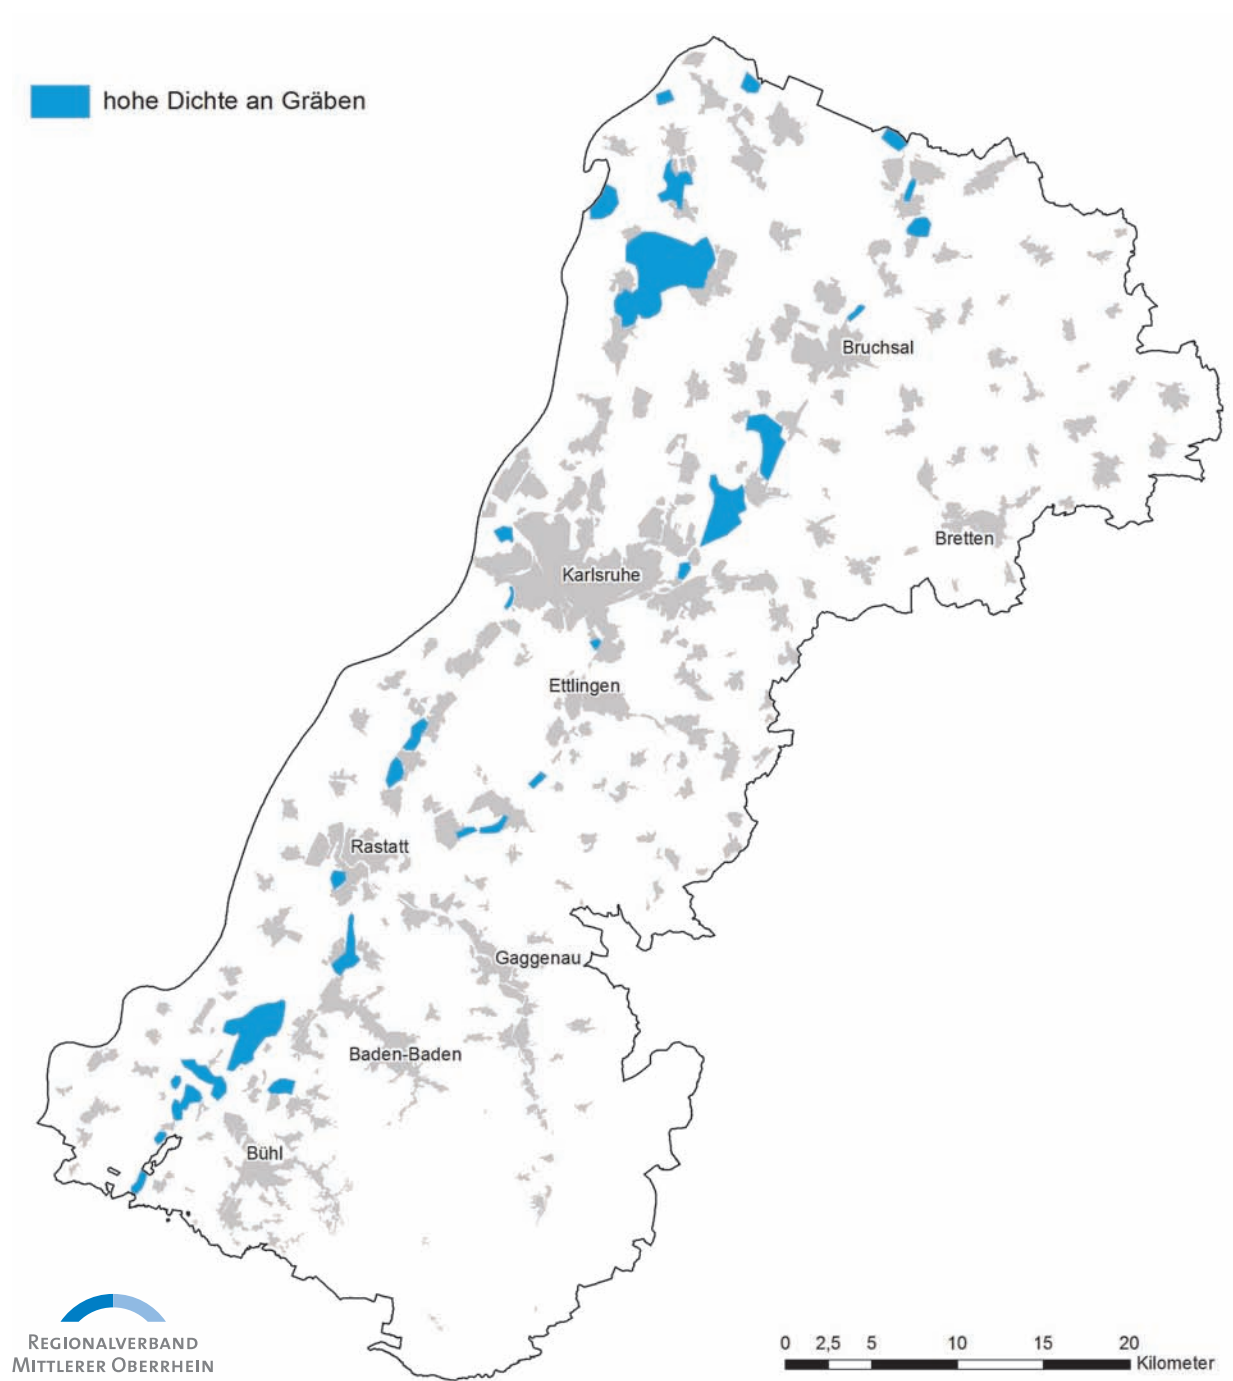 hohe Dichte an Gräben
Bruchsal
Bretten
Karlsruhe
Ettlingen
Rastatt
Gaggenau
Baden-Baden
Bühl
REGIONALVERBAND
MITTLERER OBERRHEIN
0 2,5 5 10 15 20
Kilometer